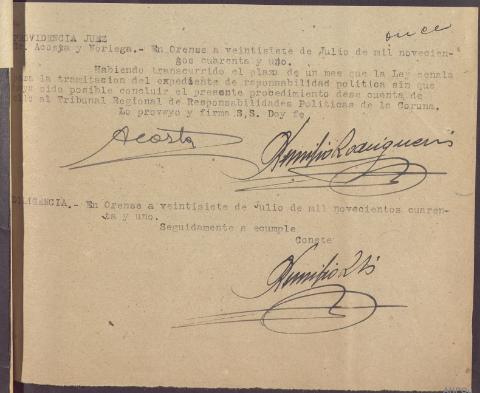 once
PROVIDENCIA JUEZ
Sr. Acosta y Noriega.- En Orense a veintisiete de Julio de mil novecien-
tos cuarenta y uno.
Habiendo transcurrido el plazo de un mes que la Ley señala
para la tramitacion del expediente de responsabilidad politica sin que
haya sido posible concluir el presente procedimiento dese cuenta de
ello al Tribunal Regional de Responsabilidades Politicas de la Coruna.
Lo proveyo y firma S.S. Doy fe
Acosta
DILIGENCIA.- En Orense a veintisiete de Julio de mil novecientos cuaren-
ta y uno.
Seguidamente s ecumple
Conste